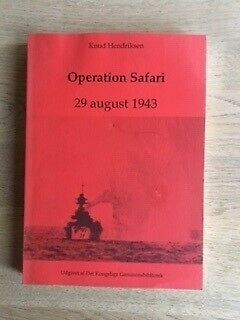 Knud Hendriksen
Operation Safari
29 august 1943
Udgivet af Det Kongelige Garnisonsbibliotek